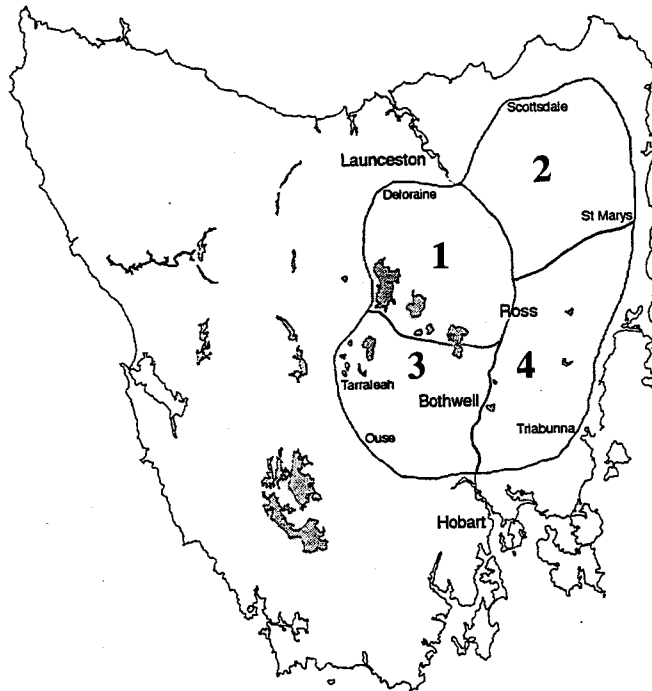 Scottsdale
Launceston
2
Deloraine
St Marys
1
Ross
3
4
Tarraleah
Bothwell
Triabunna
Ouse
Hobart